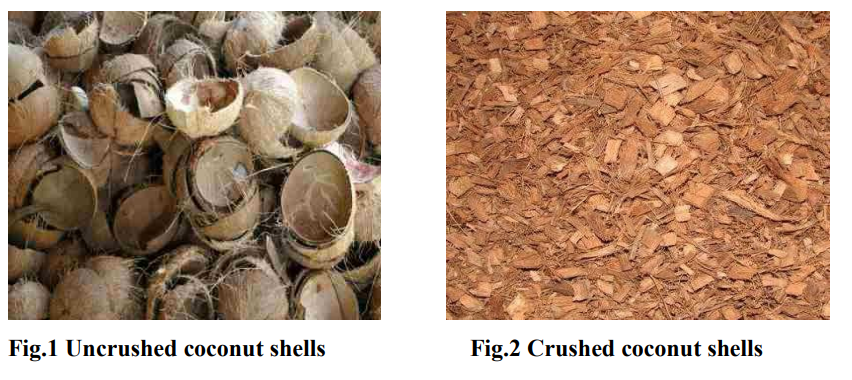 Fig.1 Uncrushed coconut shells
Fig.2 Crushed coconut shells